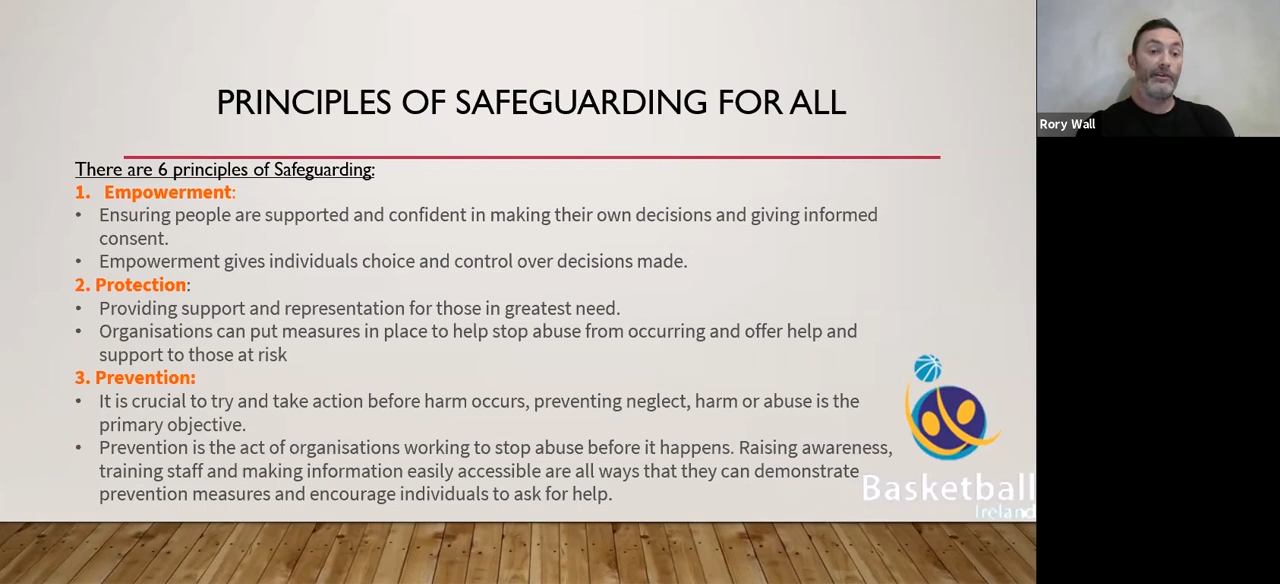 PRINCIPLES OF SAFEGUARDING FOR ALL
There are 6 principles of Safeguarding:
1. Empowerment:
• Ensuring people are supported and confident in making their own decisions and giving informed
consent.
• Empowerment gives individuals choice and control over decisions made.
2. Protection:
• Providing support and representation for those in greatest need.
• Organisations can put measures in place to help stop abuse from occurring and offer help and
support to those at risk
3. Prevention:
• It is crucial to try and take action before harm occurs, preventing neglect, harm or abuse is the
primary objective.
• Prevention is the act of organisations working to stop abuse before it happens. Raising awareness,
training staff and making information easily accessible are all ways that they can demonstrate
prevention measures and encourage individuals to ask for help.
Basketball
Ireland
Rory Wall